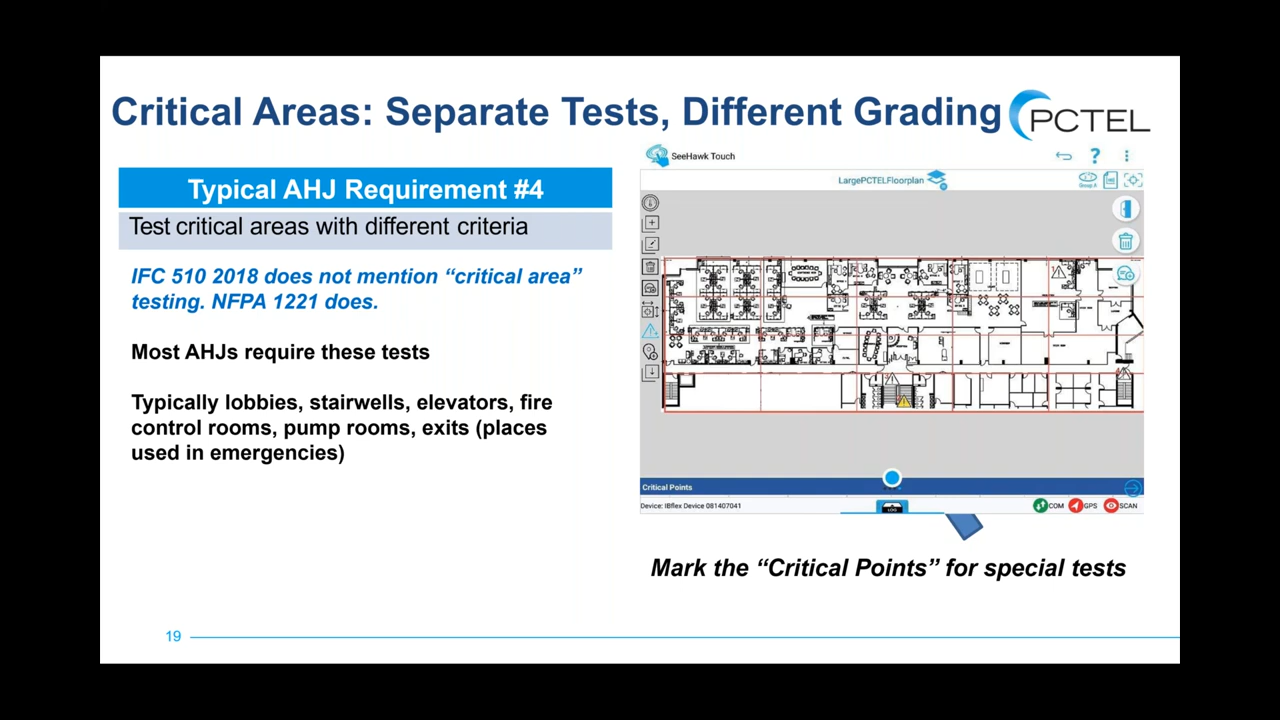 Critical Areas: Separate Tests, Different Grading
PCTEL
Typical AHJ Requirement #4
Test critical areas with different criteria
IFC 510 2018 does not mention “critical area”
testing. NFPA 1221 does.
Most AHJs require these tests
Typically lobbies, stairwells, elevators, fire
control rooms, pump rooms, exits (places
used in emergencies)
SeeHawk Touch
?
LargePCTELFloorplan
Group A
Critical Points
LOG
Device: IBflex Device 081407041
COM
GPS
SCAN
Mark the “Critical Points” for special tests
19